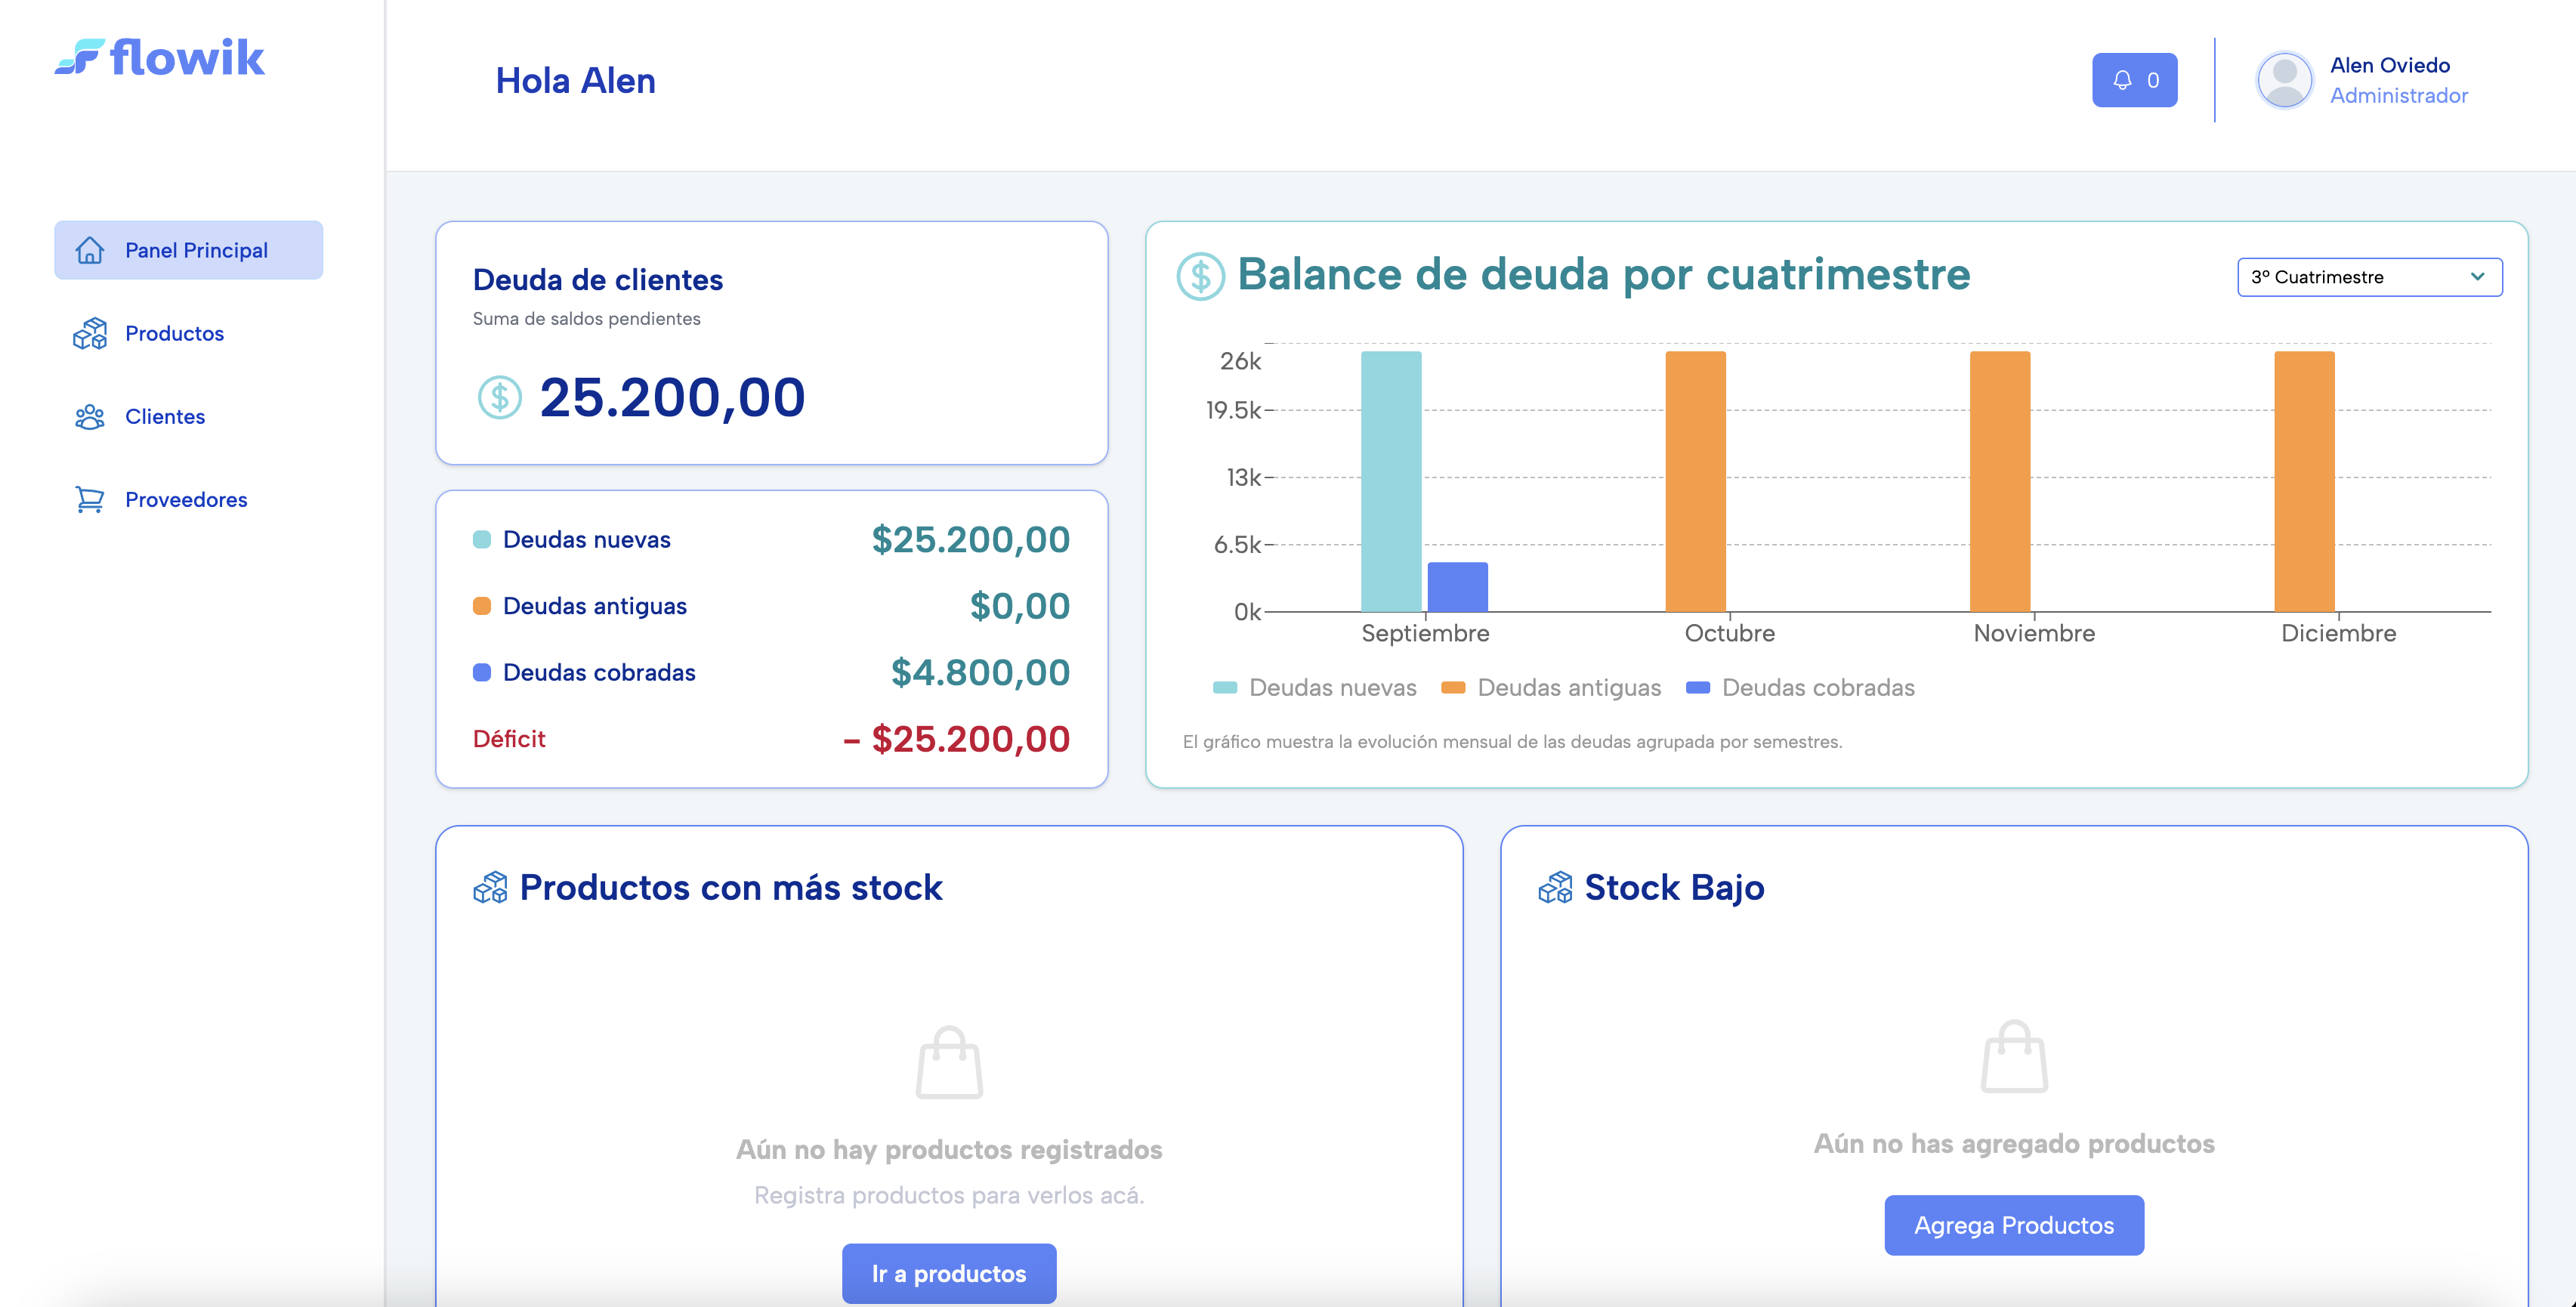 flowik
Hola Alen
0
Alen Oviedo
Administrador
Panel Principal
Productos
Clientes
Proveedores
Deuda de clientes
Suma de saldos pendientes
$ 25.200,00
Deudas nuevas $25.200,00
Deudas antiguas $0,00
Deudas cobradas $4.800,00
Déficit - $25.200,00
$ Balance de deuda por cuatrimestre
3º Cuatrimestre
26k
19.5k
13k
6.5k
0k
Septiembre Octubre Noviembre Diciembre
Deudas nuevas Deudas antiguas Deudas cobradas
El gráfico muestra la evolución mensual de las deudas agrupada por semestres.
Productos con más stock
Aún no hay productos registrados
Registra productos para verlos acá.
Ir a productos
Stock Bajo
Aún no has agregado productos
Agrega Productos